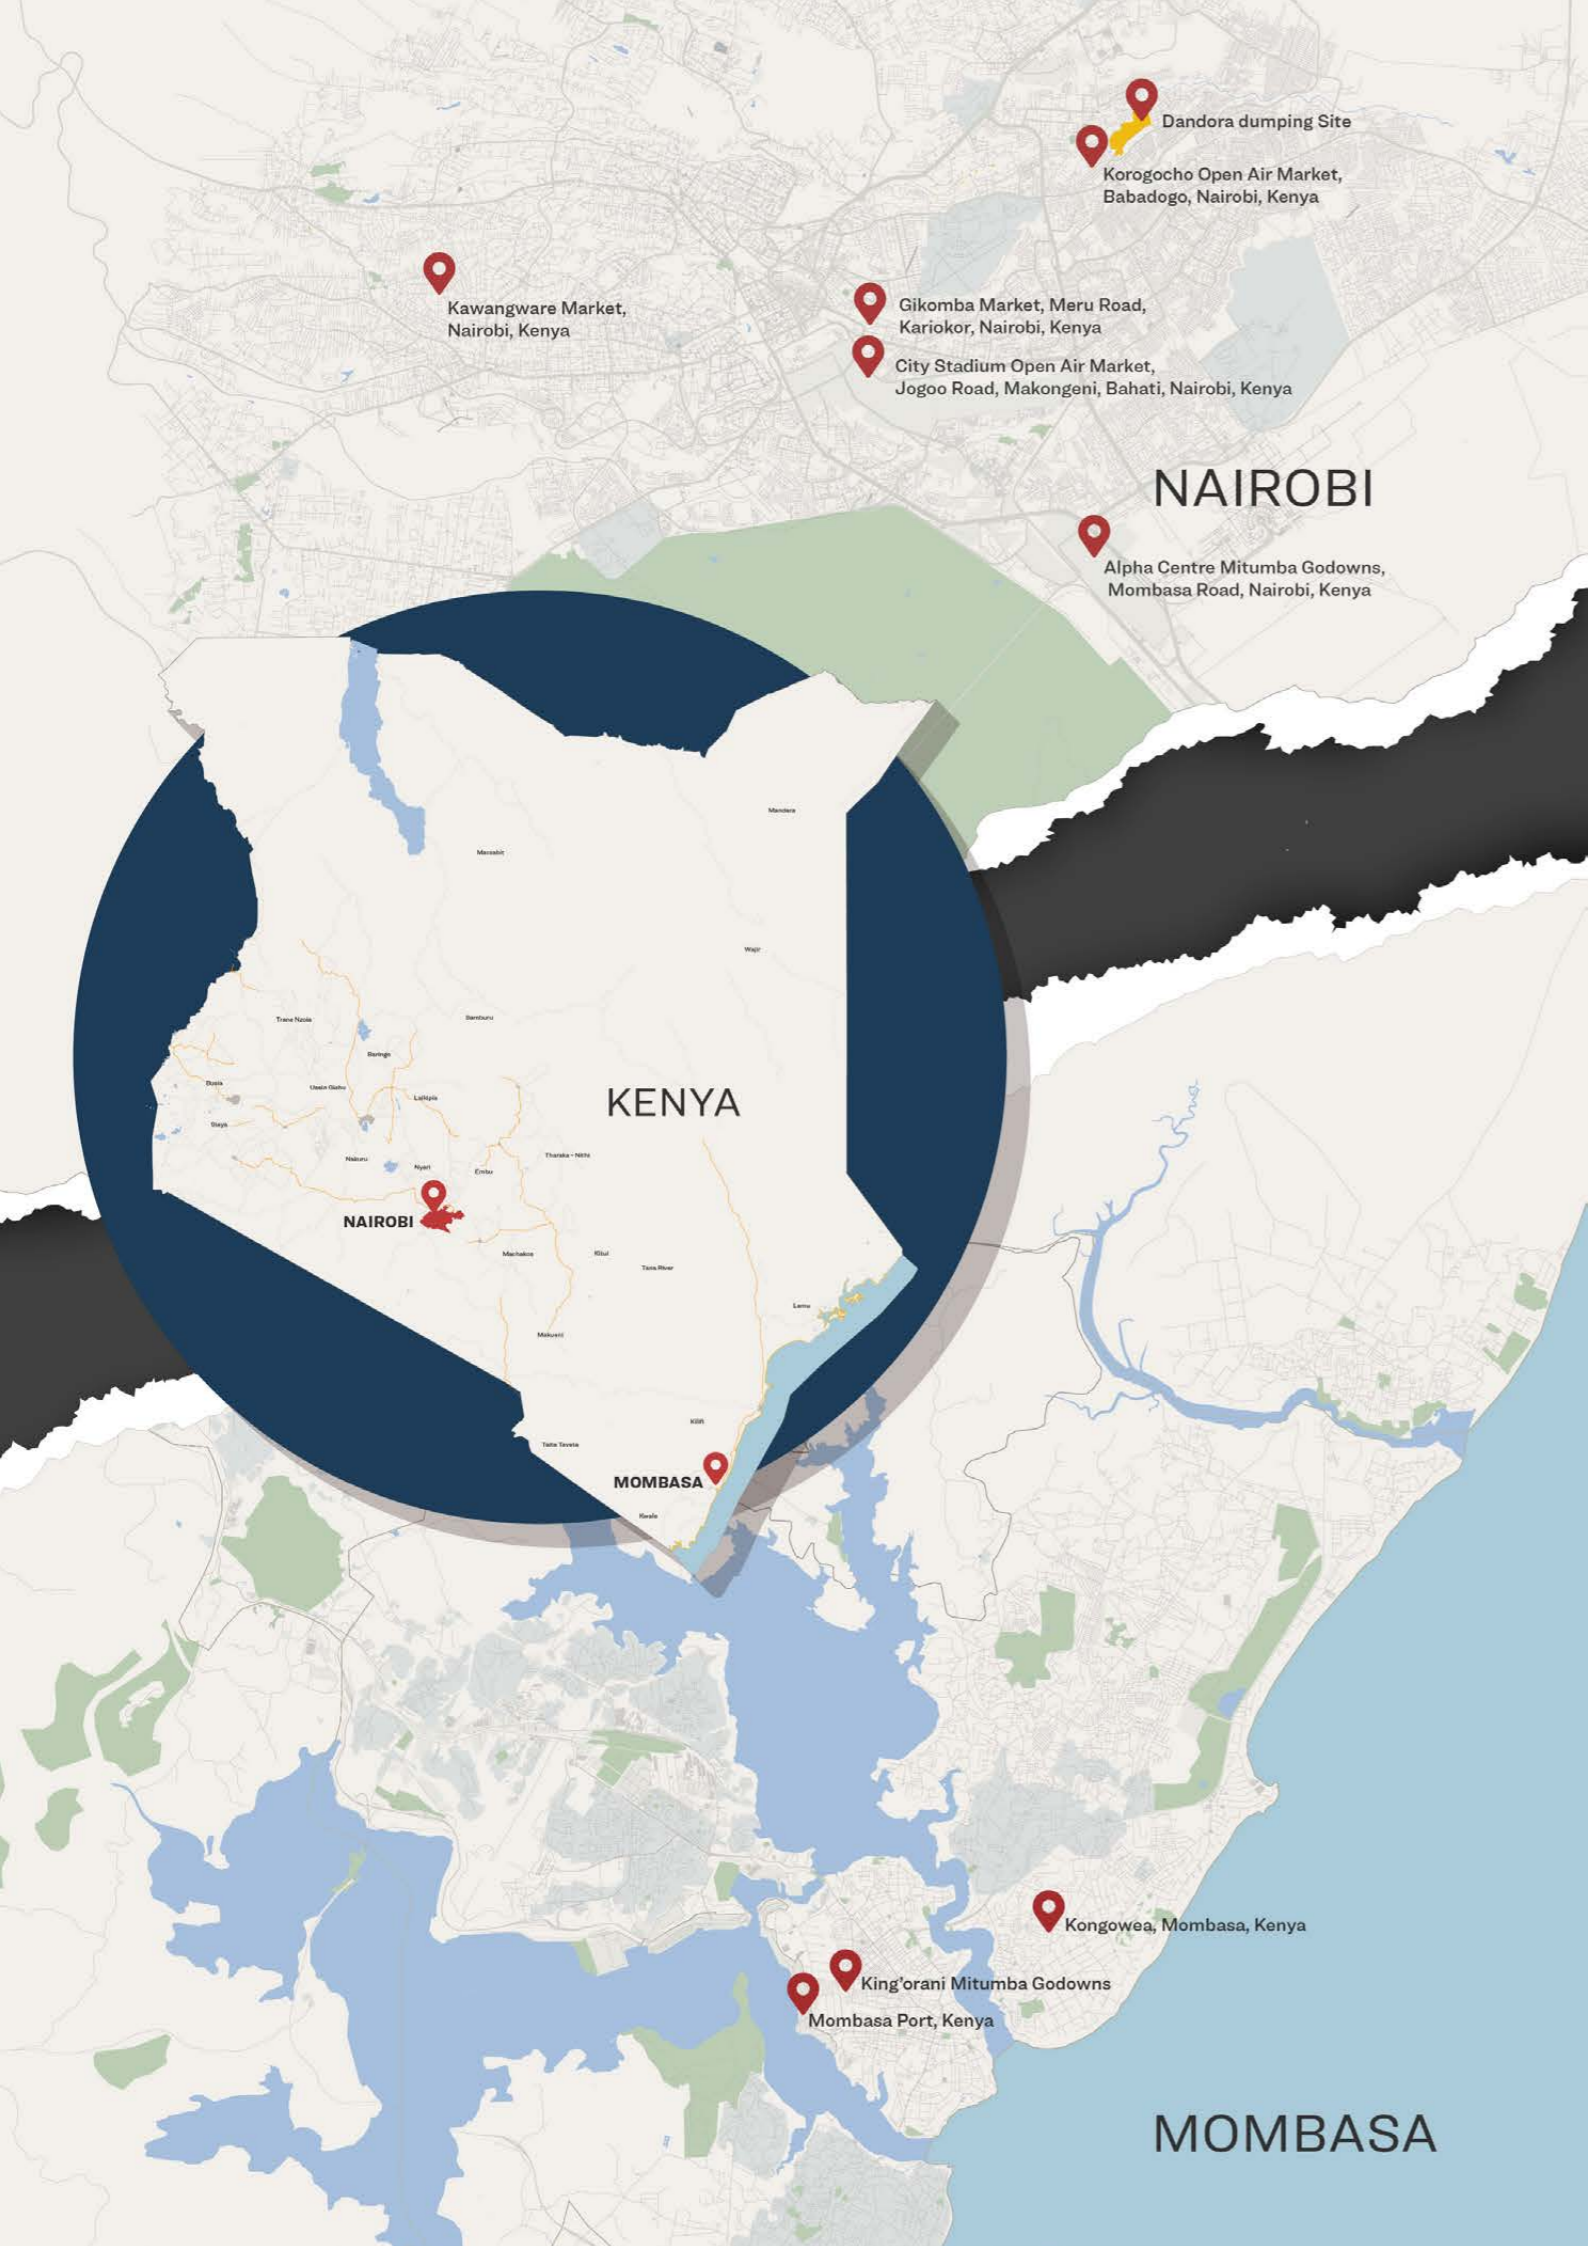 Dandora dumping Site
Korogocho Open Air Market,
Babadogo, Nairobi, Kenya
Kawangware Market,
Nairobi, Kenya
Gikomba Market, Meru Road,
Kariokor, Nairobi, Kenya
City Stadium Open Air Market,
Jogoo Road, Makongeni, Bahati, Nairobi, Kenya
NAIROBI
Alpha Centre Mitumba Godowns,
Mombasa Road, Nairobi, Kenya
Mandera
Marsabit
Wajir
Trans Nzoia
Samburu
Baringo
Busia
Uasin Gishu
Laikipia
KENYA
Siaya
Nakuru
Nyeri
Embu
Tharaka - Nithi
NAIROBI
Machakos
Kitui
Tana River
Lamu
Makueni
Kilifi
Taita Taveta
MOMBASA
Kwale
Kongowea, Mombasa, Kenya
King'orani Mitumba Godowns
Mombasa Port, Kenya
MOMBASA